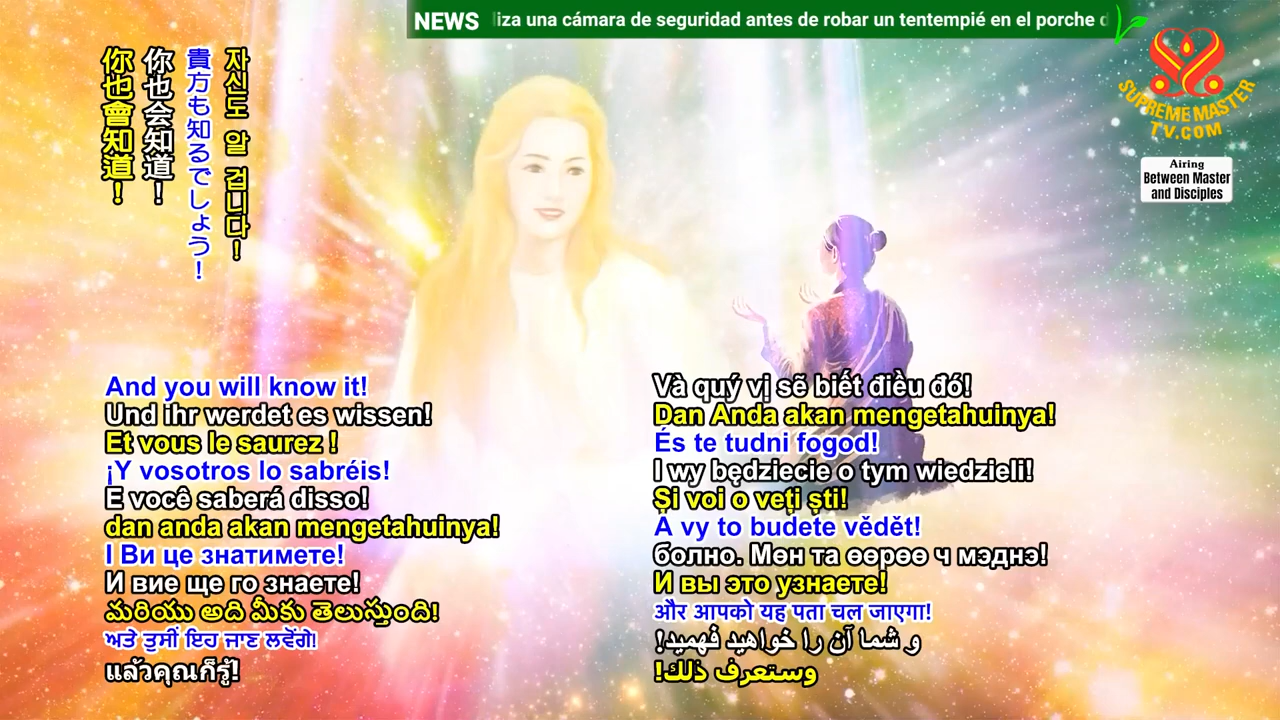 NEWS liza una cámara de seguridad antes de robar un tentempié en el porche
SUPREME MASTER
TV.COM
Airing
Between Master
and Disciples
자신도 알 겁니다!
貴方も知るでしょう!
你也会知道!
你也會知道!
And you will know it!
Und ihr werdet es wissen!
Et vous le saurez !
¡Y vosotros lo sabréis!
E você saberá disso!
dan anda akan mengetahuinya!
І Ви це знатимете!
И вие ще го знаете!
మరియు అది మీకు తెలుస్తుంది!
ਅਤੇ ਤੁਸੀਂ ਇਹ ਜਾਣ ਲਵੋਂਗੇ!
แล้วคุณก็รู้!
Và quý vị sẽ biết điều đó!
Dan Anda akan mengetahuinya!
És te tudni fogod!
I wy będziecie o tym wiedzieli!
Și voi o veți ști!
A vy to budete vědět!
болно. Мөн та өөрөө ч мэднэ!
И вы это узнаете!
और आपको यह पता चल जाएगा!
و شما آن را خواهید فهمید!
وستعرف ذلك!